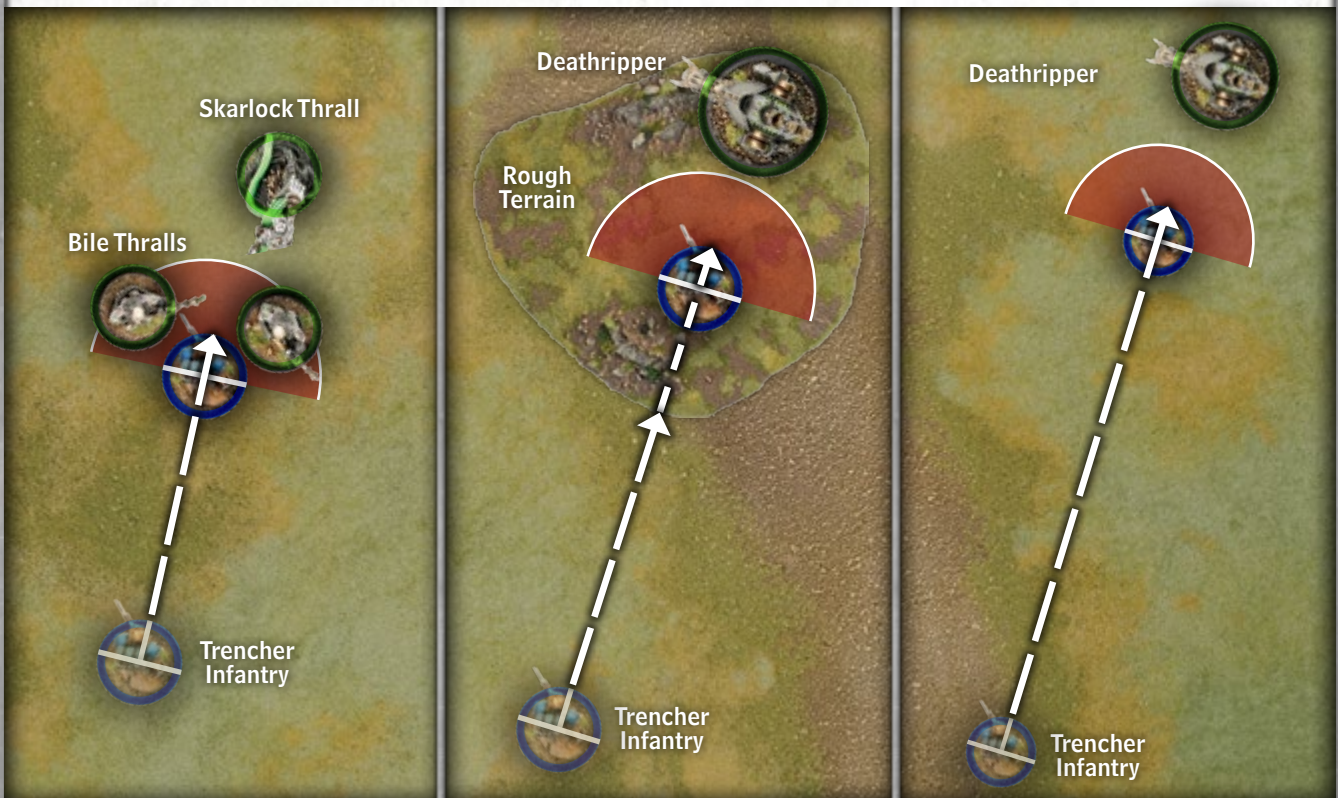 Skarlock Thrall
Bile Thralls
Trencher
Infantry
Deathripper
Rough
Terrain
Trencher
Infantry
Deathripper
Trencher
Infantry